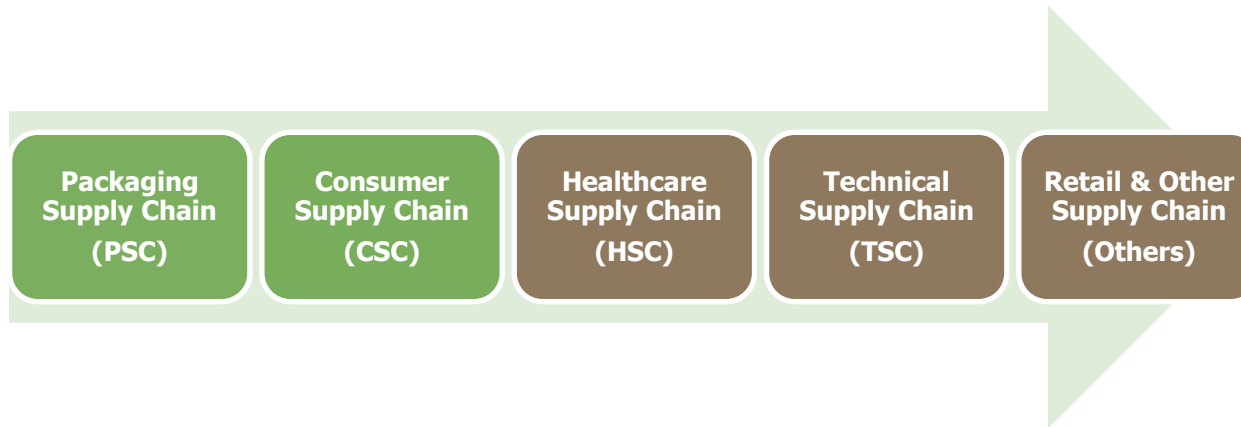 Packaging
Supply Chain
(PSC)
Consumer
Supply Chain
(CSC)
Healthcare
Supply Chain
(HSC)
Technical
Supply Chain
(TSC)
Retail & Other
Supply Chain
(Others)